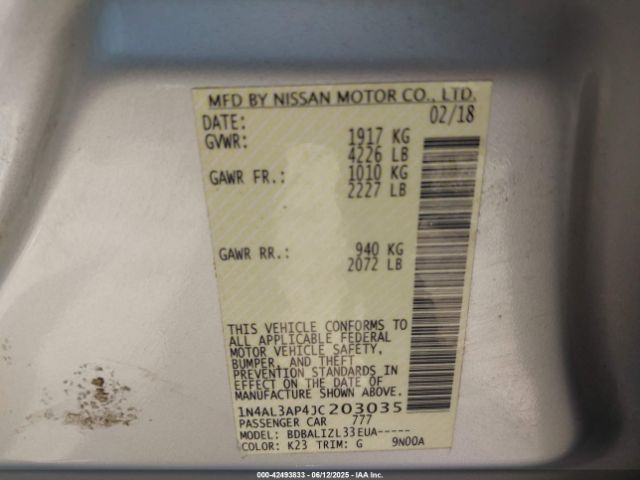 MFD BY NISSAN MOTOR CO., LTD.
DATE: 02/18
GVWR: 1917 KG
4226 LB
GAWR FR.: 1010 KG
2227 LB
GAWR RR.: 940 KG
2072 LB
THIS VEHICLE CONFORMS TO
ALL APPLICABLE FEDERAL
MOTOR VEHICLE SAFETY,
BUMPER, AND THEFT
PREVENTION STANDARDS IN
EFFECT ON THE DATE OF
MANUFACTURE SHOWN ABOVE.
1N4AL3AP4JC203035
PASSENGER CAR 777
MODEL: BDBALIZL33EUA-----
COLOR: K23 TRIM: G 9N00A
000-42493833 - 06/12/2025 - IAA Inc.